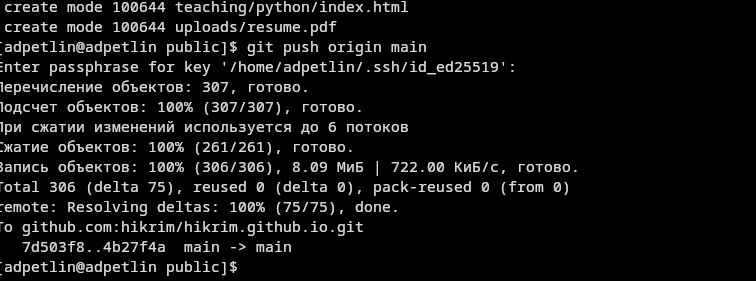 create mode 100644 teaching/python/index.html
create mode 100644 uploads/resume.pdf
[adpetlin@adpetlin public]$ git push origin main
Enter passphrase for key '/home/adpetlin/.ssh/id_ed25519':
Перечисление объектов: 307, готово.
Подсчет объектов: 100% (307/307), готово.
При сжатии изменений используется до 6 потоков
Сжатие объектов: 100% (261/261), готово.
Запись объектов: 100% (306/306), 8.09 МиБ | 722.00 КиБ/с, готово.
Total 306 (delta 75), reused 0 (delta 0), pack-reused 0 (from 0)
remote: Resolving deltas: 100% (75/75), done.
To github.com:hikrim/hikrim.github.io.git
7d503f8..4b27f4a  main -> main
[adpetlin@adpetlin public]$